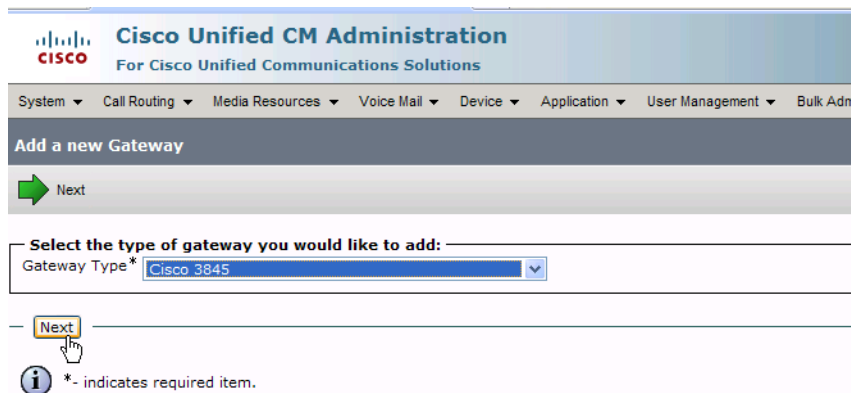 CISCO
Cisco Unified CM Administration
For Cisco Unified Communications Solutions
System Call Routing Media Resources Voice Mail Device Application User Management Bulk Adm
Add a new Gateway
Next
Select the type of gateway you would like to add:
Gateway Type* Cisco 3845
Next
*- indicates required item.